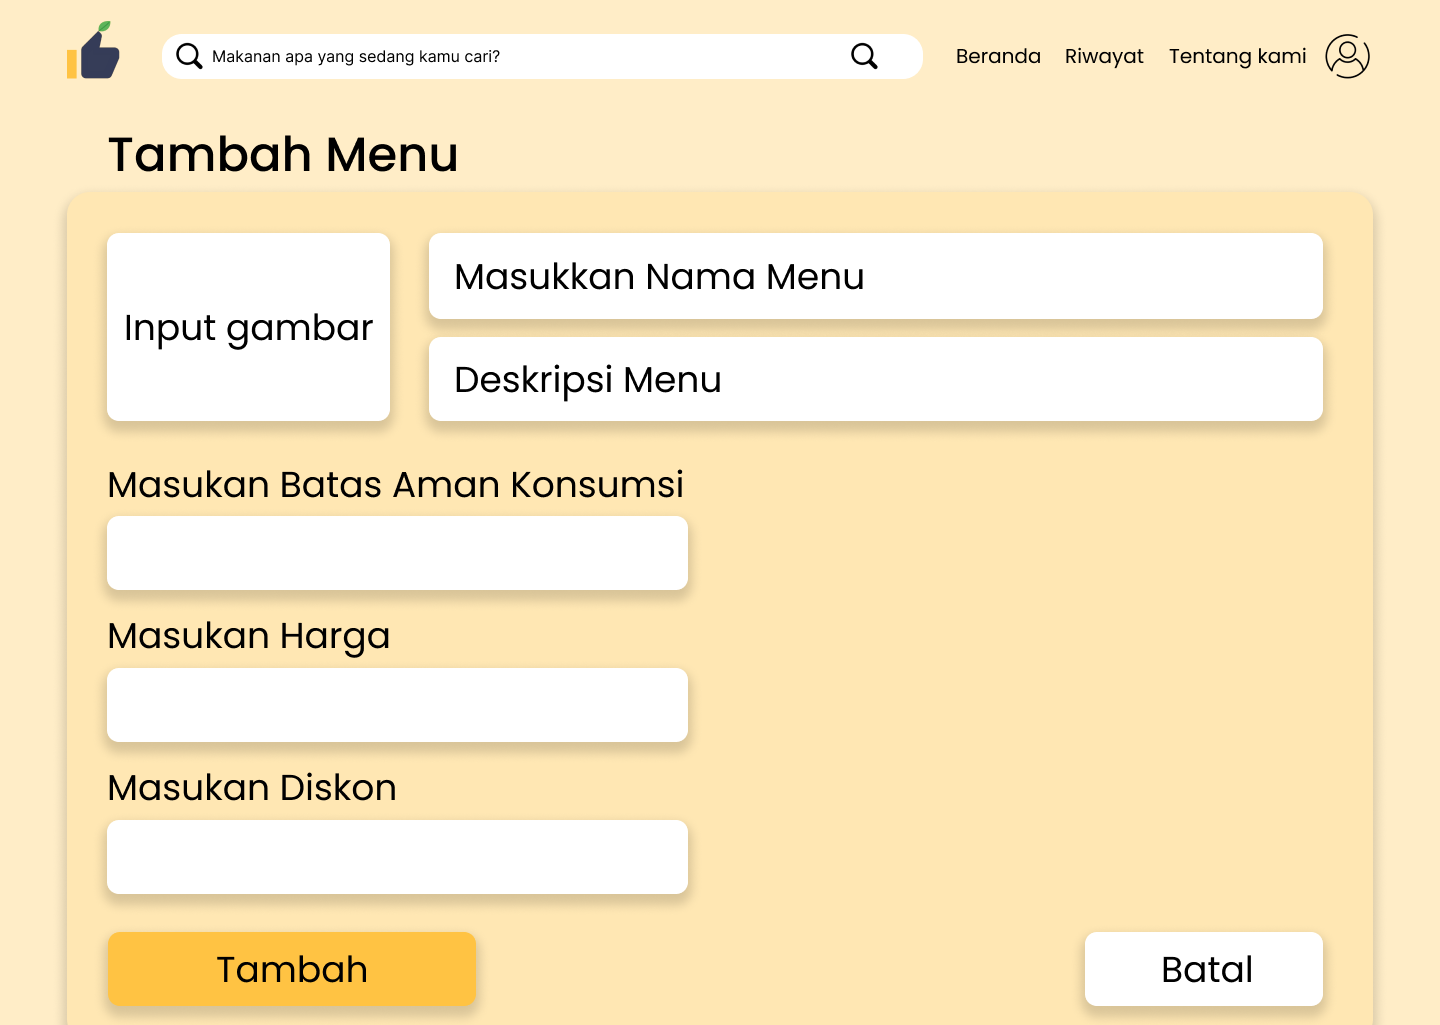 Makanan apa yang sedang kamu cari?
Beranda
Riwayat
Tentang kami
Tambah Menu
Input gambar
Masukkan Nama Menu
Deskripsi Menu
Masukan Batas Aman Konsumsi
Masukan Harga
Masukan Diskon
Tambah
Batal